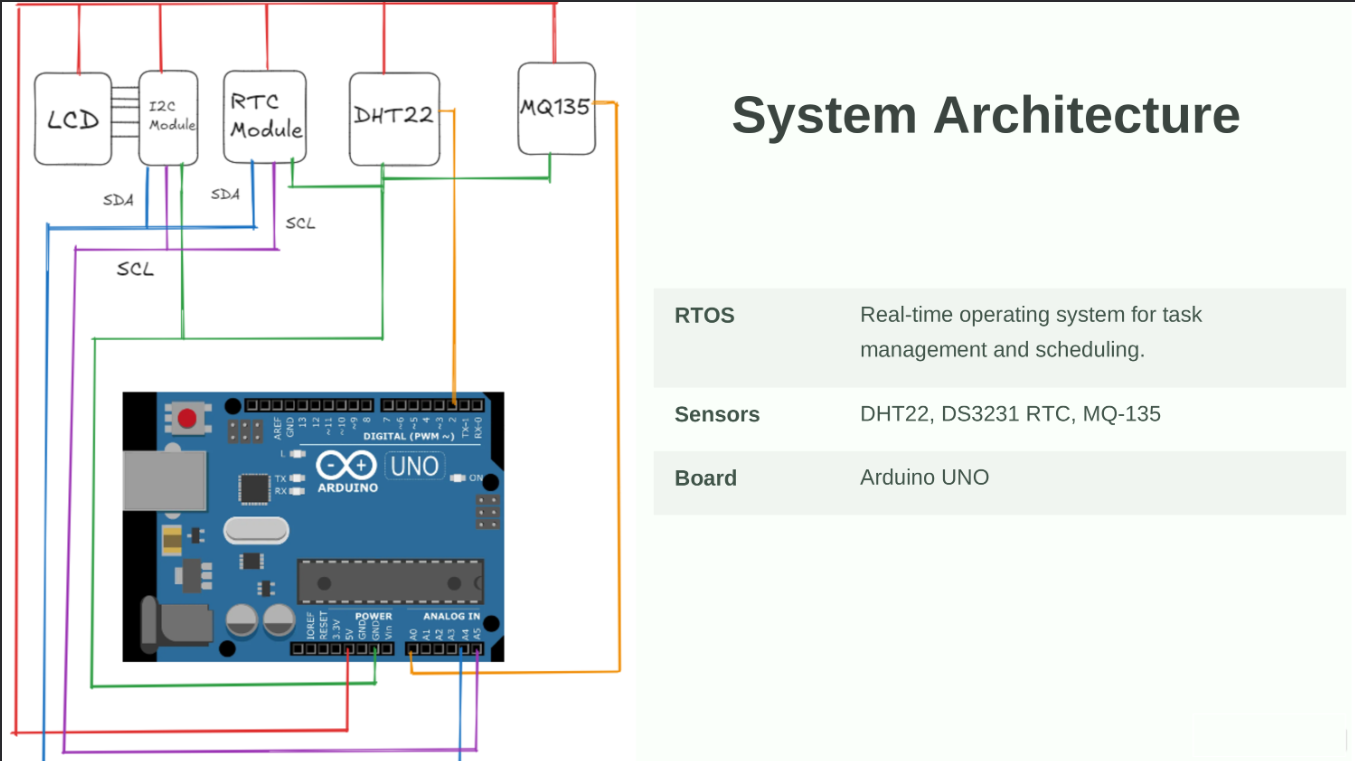 LCD
I2C
Module
RTC
Module
DHT22
MQ135
SDA
SDA
SCL
SCL
AREF
GND
13
12
~11
~10
~9
8
7
~6
~5
4
~3
2
TX→1
RX←0
DIGITAL (PWM ~)
L
TX
RX
UNO
ARDUINO
ON
POWER
ANALOG IN
IOREF
RESET
3.3V
5V
GND
GND
Vin
A0
A1
A2
A3
A4
A5
System Architecture
RTOS
Real-time operating system for task
management and scheduling.
Sensors
DHT22, DS3231 RTC, MQ-135
Board
Arduino UNO